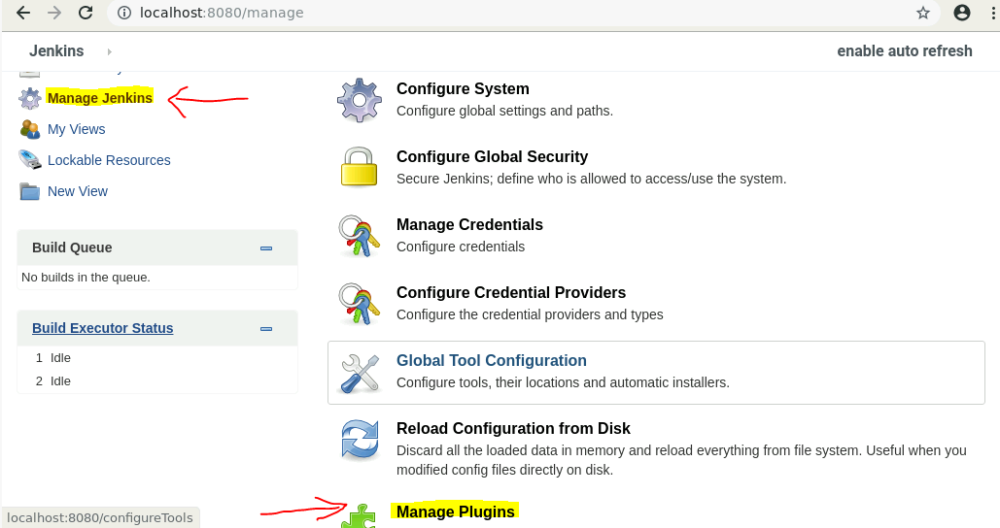 localhost:8080/manage
Jenkins
enable auto refresh
Manage Jenkins
My Views
Lockable Resources
New View
Build Queue
No builds in the queue.
Build Executor Status
1 Idle
2 Idle
Configure System
Configure global settings and paths.
Configure Global Security
Secure Jenkins; define who is allowed to access/use the system.
Manage Credentials
Configure credentials
Configure Credential Providers
Configure the credential providers and types
Global Tool Configuration
Configure tools, their locations and automatic installers.
Reload Configuration from Disk
Discard all the loaded data in memory and reload everything from file system. Useful when you
modified config files directly on disk.
Manage Plugins
localhost:8080/configureTools